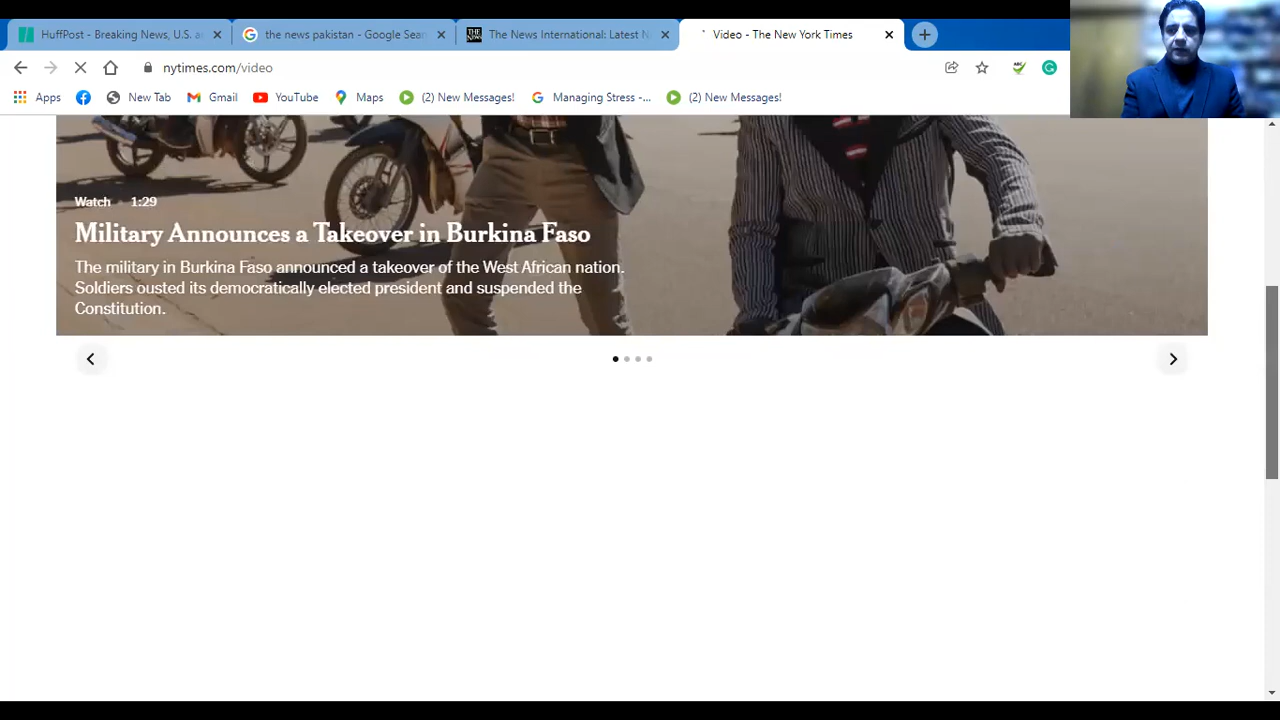 HuffPost - Breaking News, U.S. a
the news pakistan - Google Sear
THE NEWS
The News International: Latest N
Video - The New York Times
nytimes.com/video
Apps
New Tab
Gmail
YouTube
Maps
(2) New Messages!
Managing Stress -...
(2) New Messages!
Watch 1:29
Military Announces a Takeover in Burkina Faso
The military in Burkina Faso announced a takeover of the West African nation.
Soldiers ousted its democratically elected president and suspended the
Constitution.